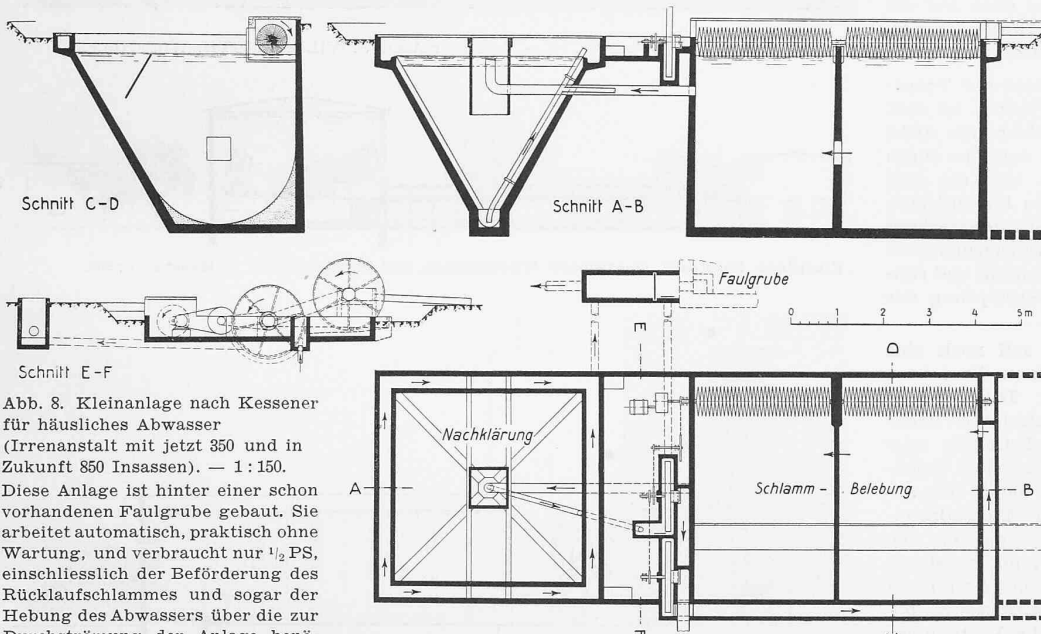 Schnitt C-D
Schnitt A-B
Faulgrube
0 1 2 3 4 5 m
Schnitt E-F
E
D
Nachklärung
A
Schlamm - Belebung
B
F
Abb. 8. Kleinanlage nach Kessener
für häusliches Abwasser
(Irrenanstalt mit jetzt 350 und in
Zukunft 850 Insassen). — 1 : 150.
Diese Anlage ist hinter einer schon
vorhandenen Faulgrube gebaut. Sie
arbeitet automatisch, praktisch ohne
Wartung, und verbraucht nur 1/2 PS,
einschliesslich der Beförderung des
Rücklaufschlammes und sogar der
Hebung des Abwassers über die zur